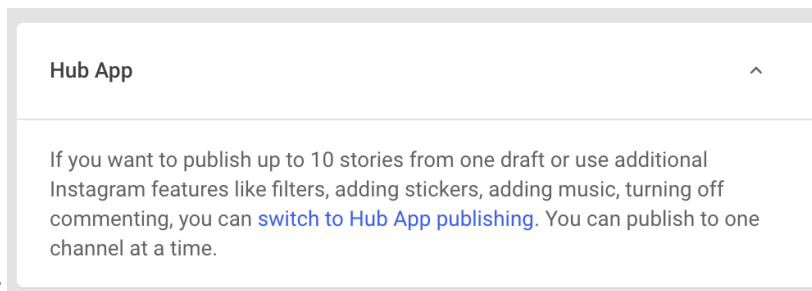 Hub App
If you want to publish up to 10 stories from one draft or use additional
Instagram features like filters, adding stickers, adding music, turning off
commenting, you can switch to Hub App publishing. You can publish to one
channel at a time.